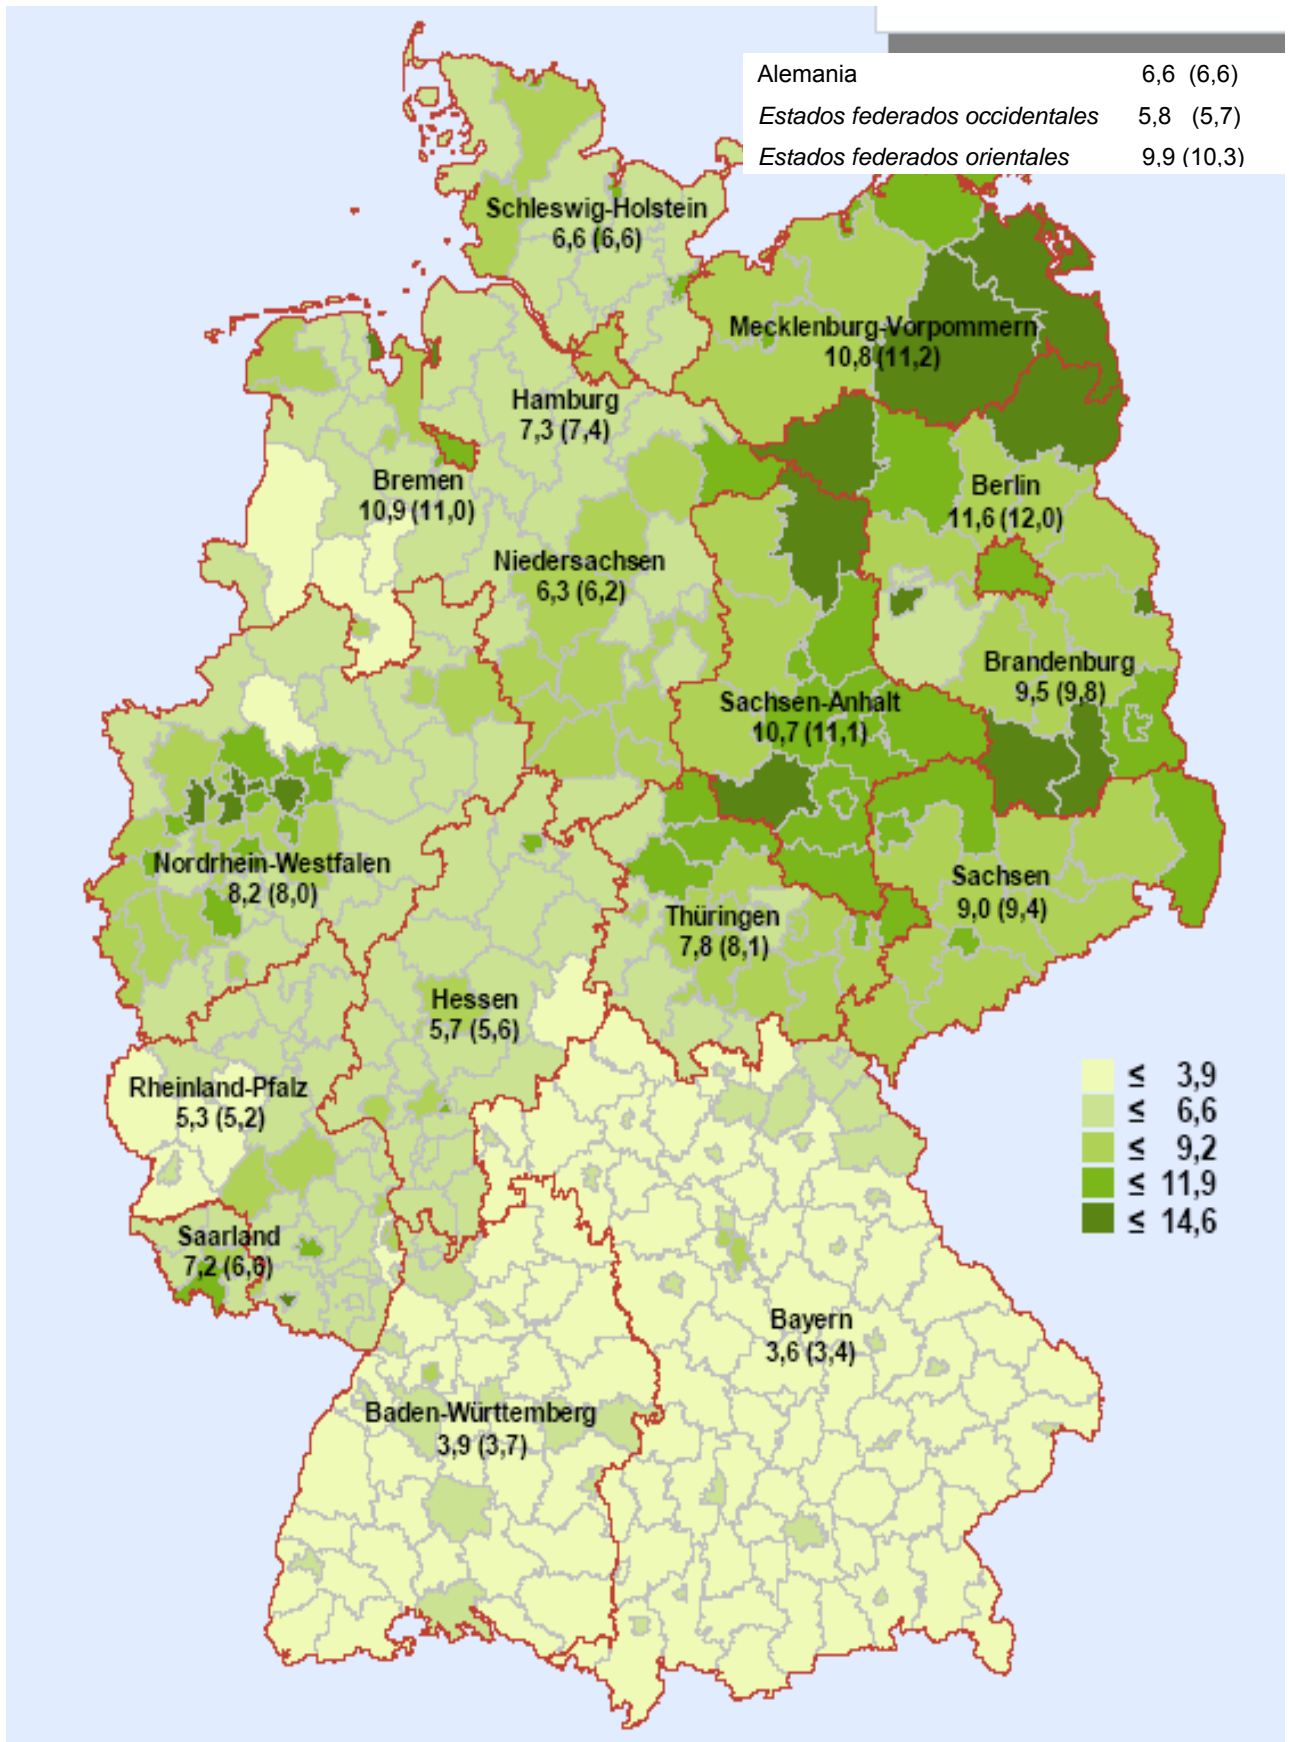 Alemania 6,6 (6,6)
Estados federados occidentales 5,8 (5,7)
Estados federados orientales 9,9 (10,3)
Schleswig-Holstein
6,6 (6,6)
Mecklenburg-Vorpommern
10,8 (11,2)
Hamburg
7,3 (7,4)
Bremen
10,9 (11,0)
Berlin
11,6 (12,0)
Niedersachsen
6,3 (6,2)
Brandenburg
9,5 (9,8)
Sachsen-Anhalt
10,7 (11,1)
Nordrhein-Westfalen
8,2 (8,0)
Sachsen
9,0 (9,4)
Thüringen
7,8 (8,1)
Hessen
5,7 (5,6)
Rheinland-Pfalz
5,3 (5,2)
≤ 3,9
≤ 6,6
≤ 9,2
≤ 11,9
≤ 14,6
Saarland
7,2 (6,6)
Bayern
3,6 (3,4)
Baden-Württemberg
3,9 (3,7)